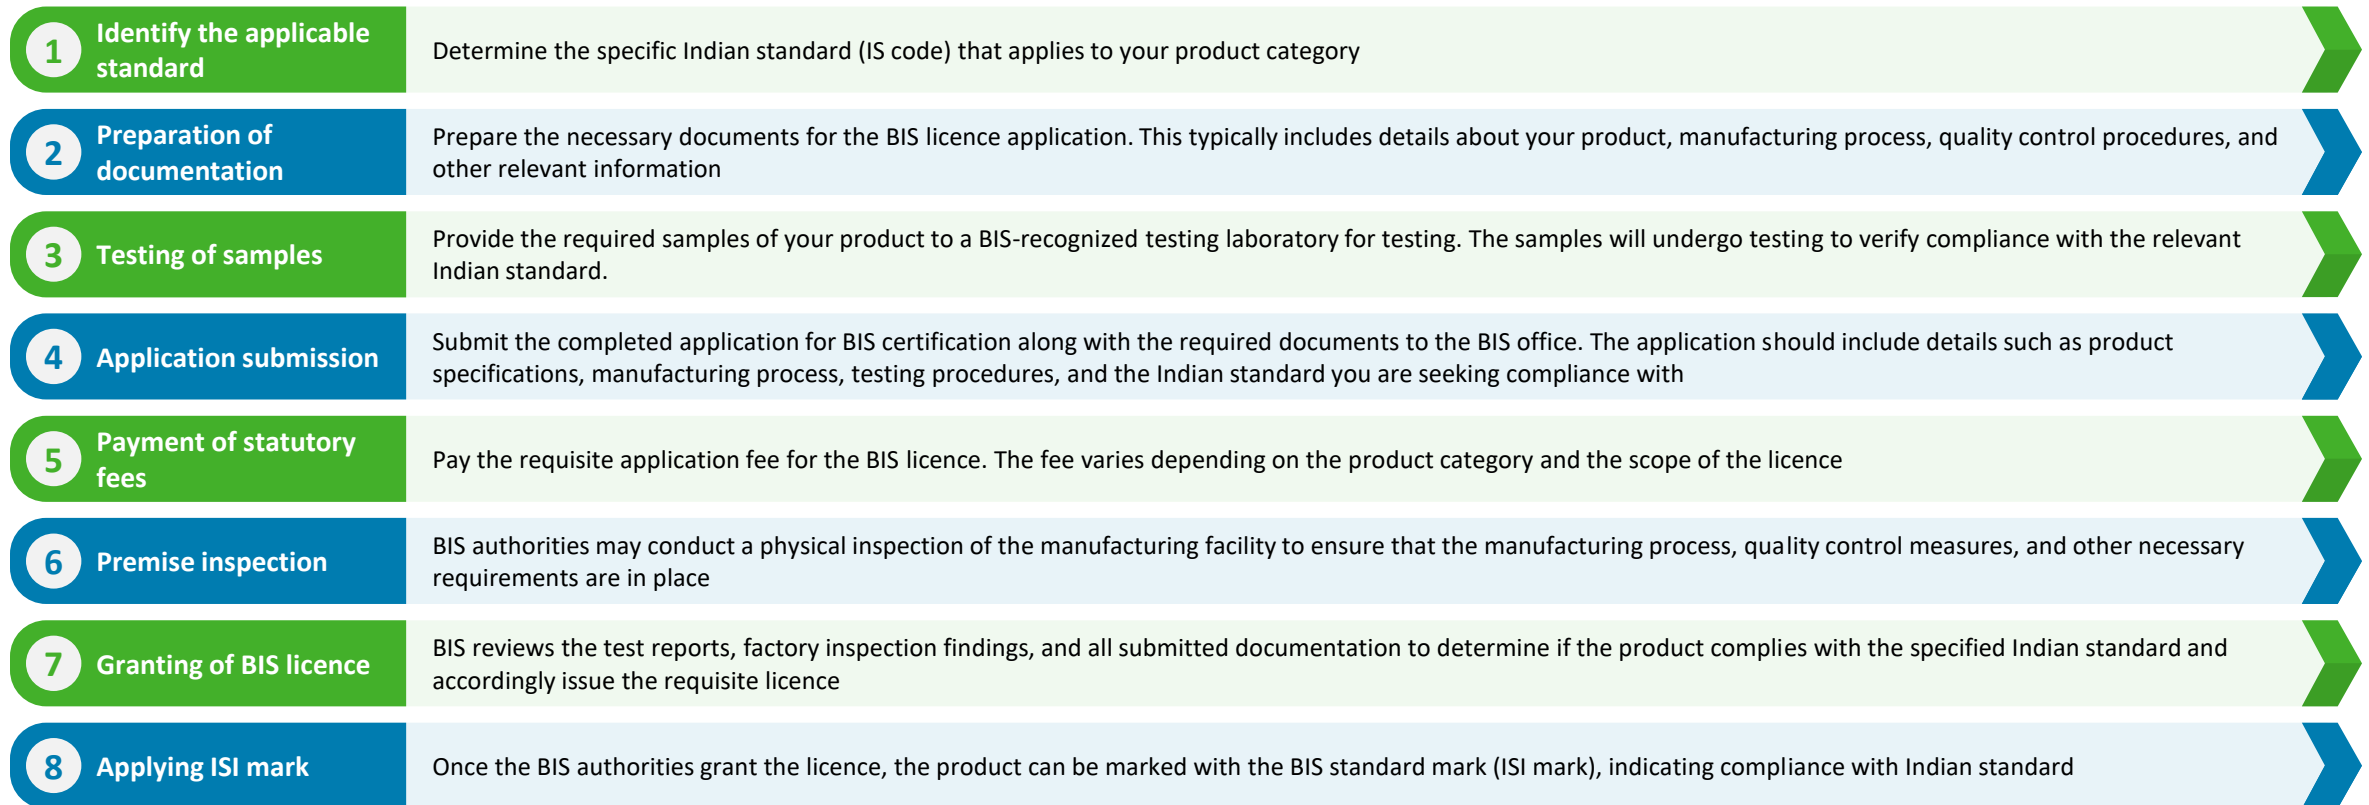 1
Identify the applicable
standard
Determine the specific Indian standard (IS code) that applies to your product category
2
Preparation of
documentation
Prepare the necessary documents for the BIS licence application. This typically includes details about your product, manufacturing process, quality control procedures, and
other relevant information
3
Testing of samples
Provide the required samples of your product to a BIS-recognized testing laboratory for testing. The samples will undergo testing to verify compliance with the relevant
Indian standard.
4
Application submission
Submit the completed application for BIS certification along with the required documents to the BIS office. The application should include details such as product
specifications, manufacturing process, testing procedures, and the Indian standard you are seeking compliance with
5
Payment of statutory
fees
Pay the requisite application fee for the BIS licence. The fee varies depending on the product category and the scope of the licence
6
Premise inspection
BIS authorities may conduct a physical inspection of the manufacturing facility to ensure that the manufacturing process, quality control measures, and other necessary
requirements are in place
7
Granting of BIS licence
BIS reviews the test reports, factory inspection findings, and all submitted documentation to determine if the product complies with the specified Indian standard and
accordingly issue the requisite licence
8
Applying ISI mark
Once the BIS authorities grant the licence, the product can be marked with the BIS standard mark (ISI mark), indicating compliance with Indian standard